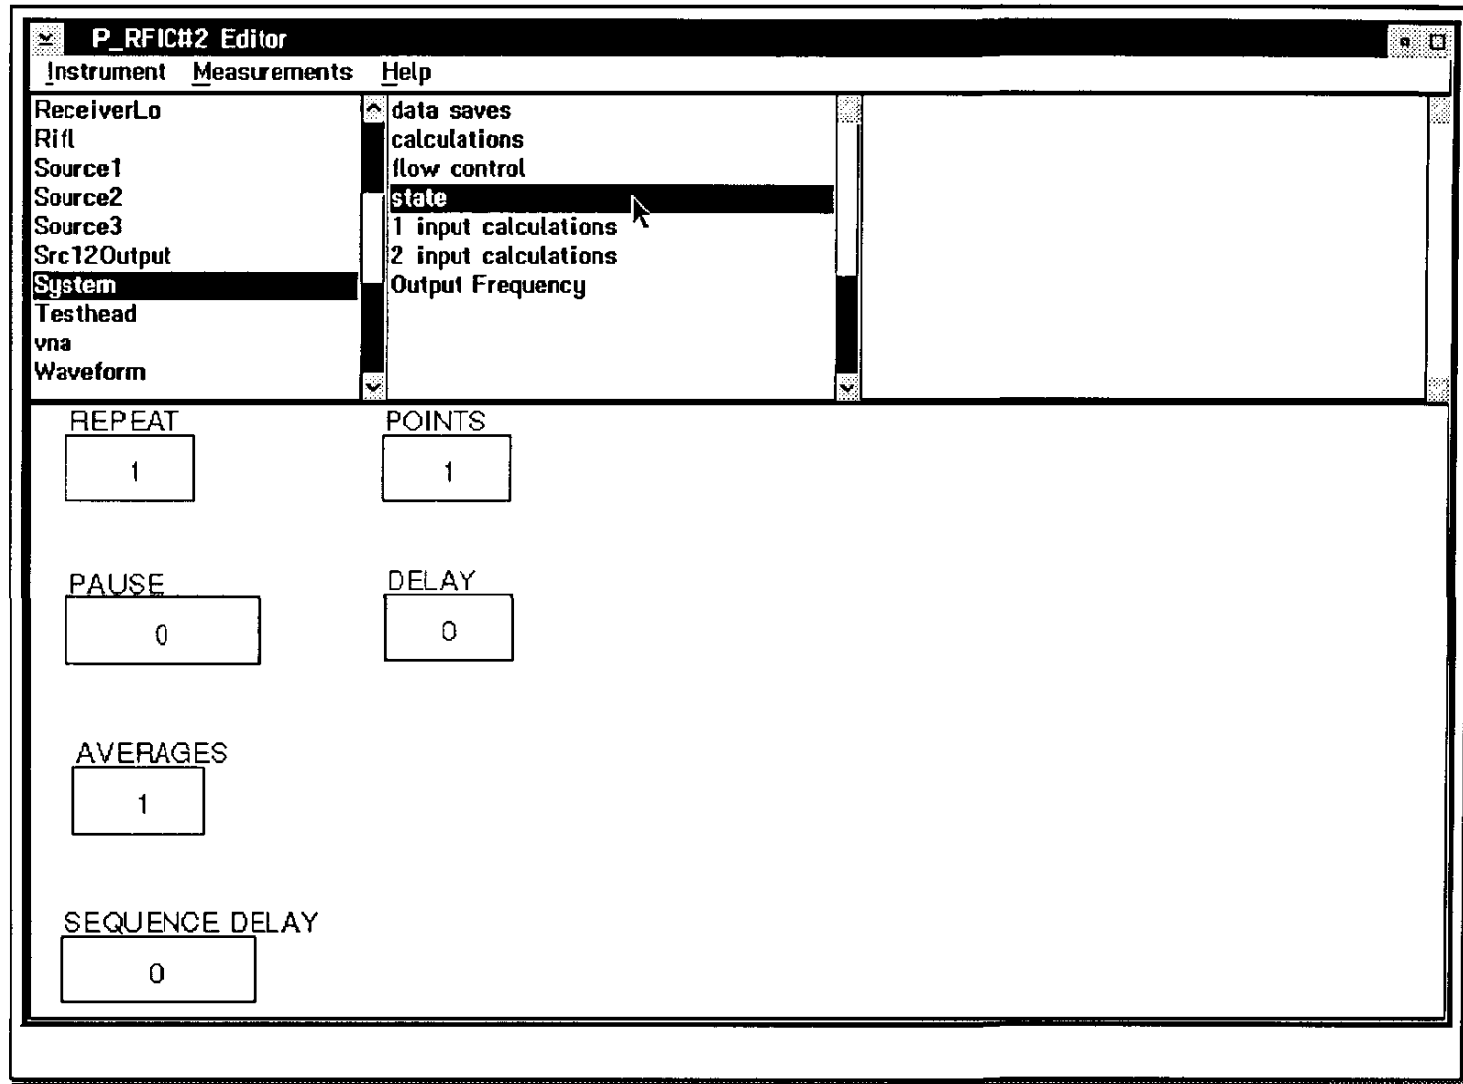 P_RFIC#2 Editor
Instrument Measurements Help
ReceiverLo
Rifl
Source1
Source2
Source3
Src12Output
System
Testhead
vna
Waveform
data saves
calculations
flow control
state
1 input calculations
2 input calculations
Output Frequency
REPEAT POINTS
1 1
PAUSE DELAY
0 0
AVERAGES
1
SEQUENCE DELAY
0